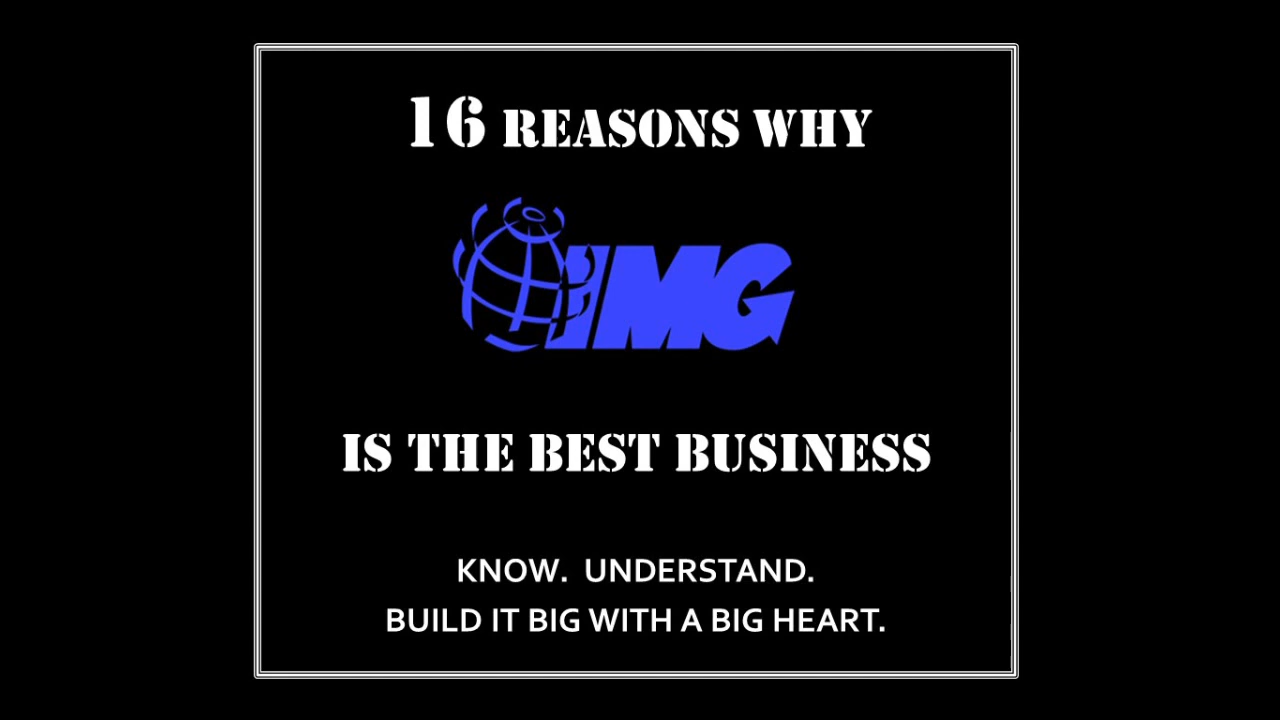 16 REASONS WHY
IMG
IS THE BEST BUSINESS
KNOW. UNDERSTAND.
BUILD IT BIG WITH A BIG HEART.